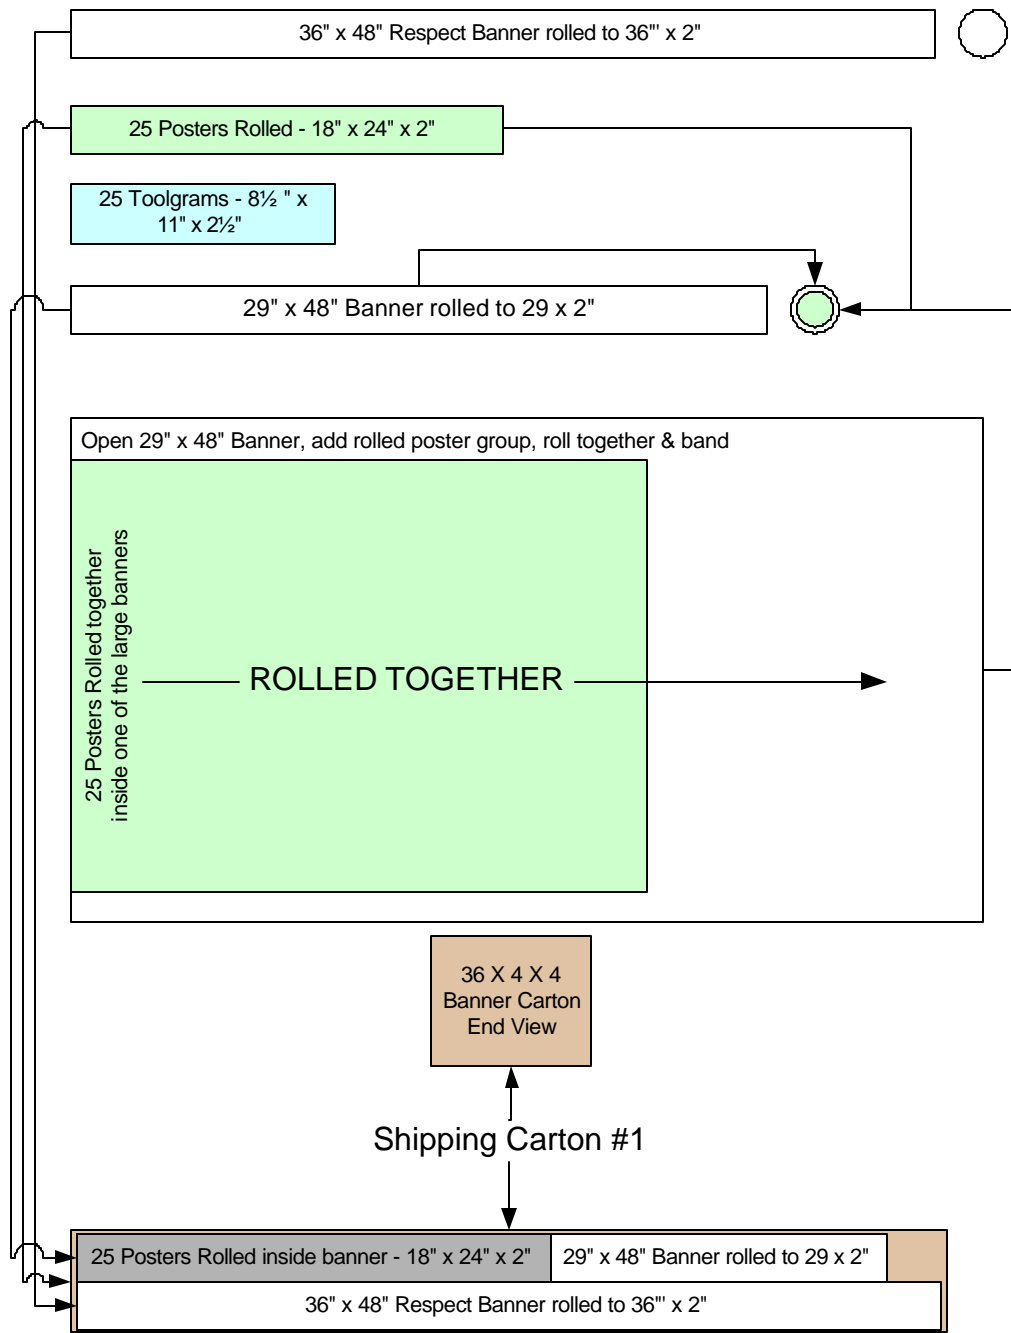 36" x 48" Respect Banner rolled to 36"' x 2"
25 Posters Rolled - 18" x 24" x 2"
25 Toolgrams - 8½ " x
11" x 2½"
29" x 48" Banner rolled to 29 x 2"
Open 29" x 48" Banner, add rolled poster group, roll together & band
25 Posters Rolled together
inside one of the large banners
ROLLED TOGETHER
36 X 4 X 4
Banner Carton
End View
Shipping Carton #1
25 Posters Rolled inside banner - 18" x 24" x 2"
29" x 48" Banner rolled to 29 x 2"
36" x 48" Respect Banner rolled to 36"' x 2"